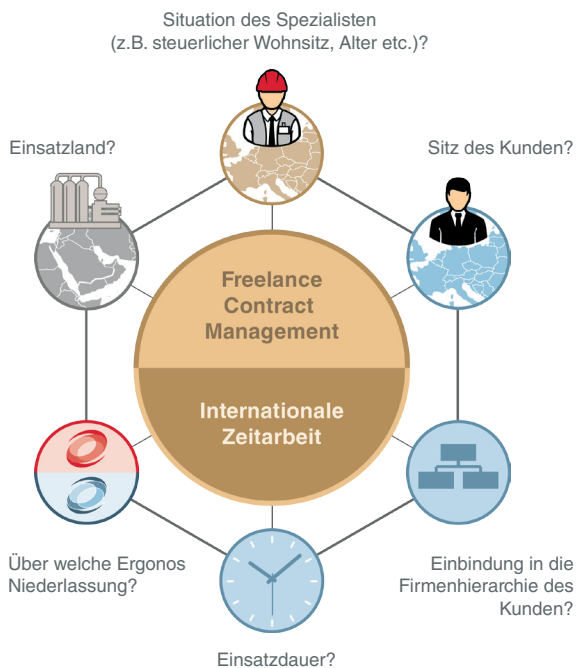 Situation des Spezialisten
(z.B. steuerlicher Wohnsitz, Alter etc.)?
Einsatzland?
Sitz des Kunden?
Freelance
Contract
Management
Internationale
Zeitarbeit
Über welche Ergonos
Niederlassung?
Einbindung in die
Firmenhierarchie des
Kunden?
Einsatzdauer?